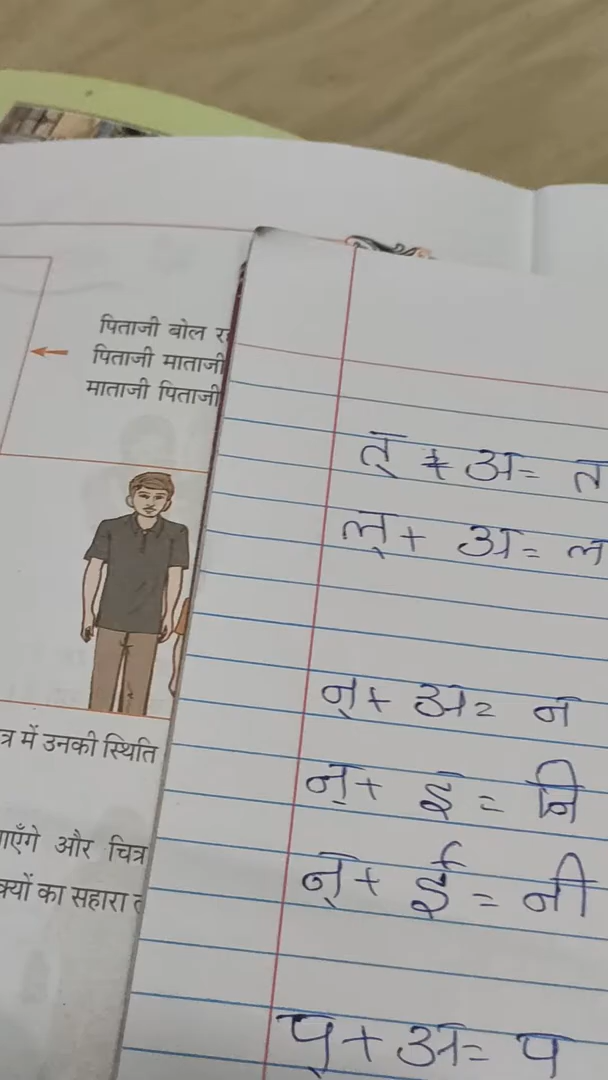 पिताजी बोल
पिताजी माताजी
माताजी पिताजी
त् + अ = त
ल् + अ = ल
न् + अ = न
में उनकी स्थिति
न् + इ = नि
और चित्र
न् + ई = नी
का सहारा
प् + अ = प